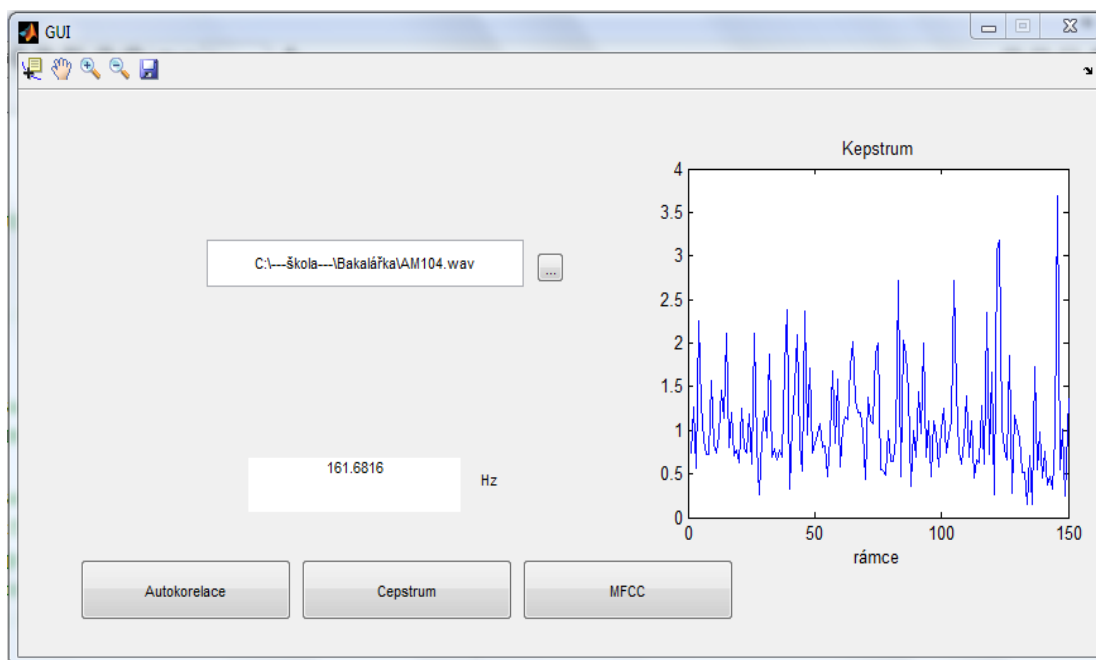 GUI
C:\---škola---\Bakalářka\AM104.wav
...
161.6816
Hz
Autokorelace
Cepstrum
MFCC
Kepstrum
4
3.5
3
2.5
2
1.5
1
0.5
0
0
50
100
150
rámce